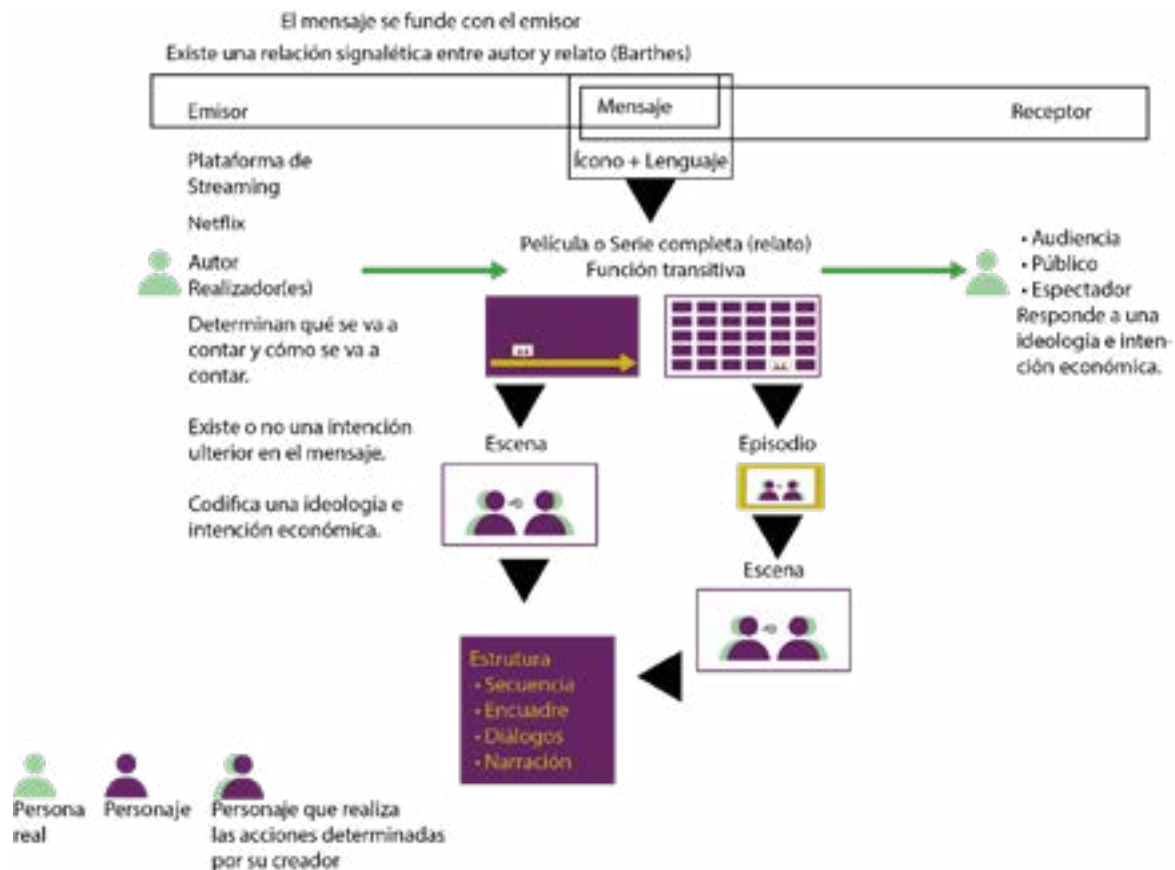 El mensaje se funde con el emisor
Existe una relación signalética entre autor y relato (Barthes)
Emisor
Mensaje
Receptor
Ícono + Lenguaje
Plataforma de
Streaming
Netflix
Autor
Realizador(es)
Determinan qué se va a
contar y cómo se va a
contar.
Existe o no una intención
ulterior en el mensaje.
Codifica una ideología e
intención económica.
Película o Serie completa (relato)
Función transitiva
• Audiencia
• Público
• Espectador
Responde a una
ideología e inten-
ción económica.
Escena
Episodio
Escena
Estrutura
• Secuencia
• Encuadre
• Diálogos
• Narración
Persona
real
Personaje
Personaje que realiza
las acciones determinadas
por su creador